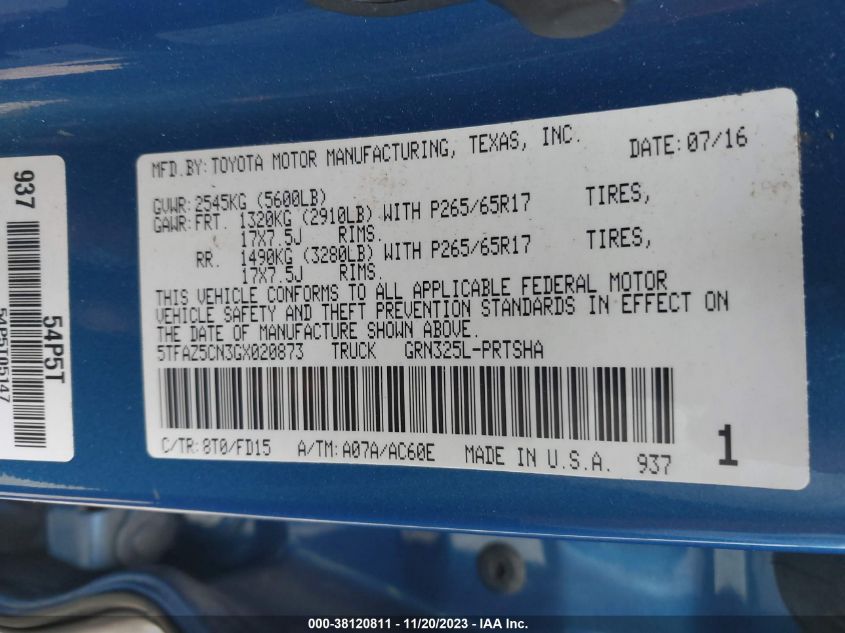 MFD.BY:TOYOTA MOTOR MANUFACTURING, TEXAS, INC. DATE:07/16
GVWR:2545KG (5600LB)
GAWR:FRT. 1320KG (2910LB) WITH P265/65R17 TIRES,
17X7.5J RIMS.
RR. 1490KG (3280LB) WITH P265/65R17 TIRES,
17X7.5J RIMS.
THIS VEHICLE CONFORMS TO ALL APPLICABLE FEDERAL MOTOR
VEHICLE SAFETY AND THEFT PREVENTION STANDARDS IN EFFECT ON
THE DATE OF MANUFACTURE SHOWN ABOVE.
5TFAZ5CN3GX020873 TRUCK GRN325L-PRTSHA
C/TR:8T0/FD15 A/TM:A07A/AC60E MADE IN U.S.A. 937 1
937
54P5T
54P5T05147
000-38120811 - 11/20/2023 - IAA Inc.